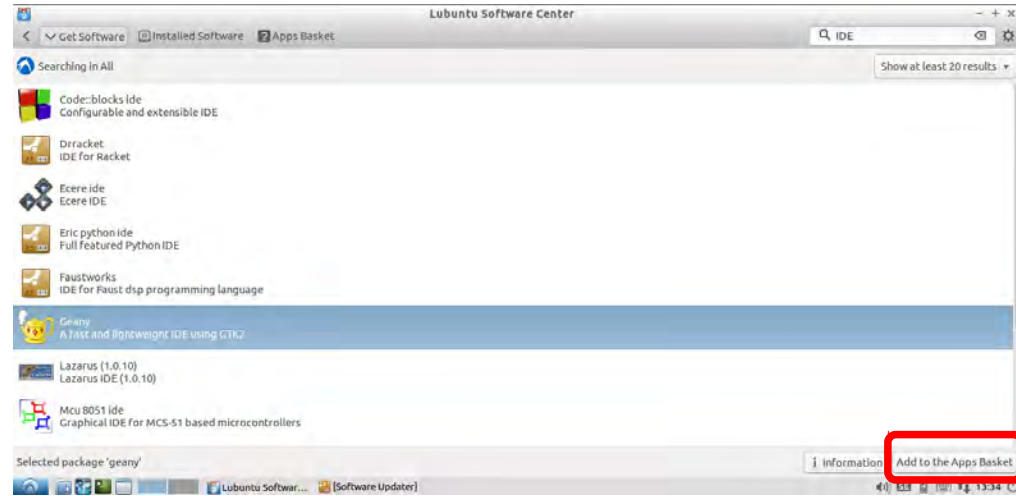 Lubuntu Software Center
Get Software Installed Software Apps Basket IDE
Searching in All Show at least 20 results
Code::blocks ide
Configurable and extensible IDE
Drracket
IDE for Racket
Ecere ide
Ecere IDE
Eric python ide
Full featured Python IDE
Faustworks
IDE for Faust dsp programming language
Geany
A fast and lightweight IDE using GTK2
Lazarus (1.0.10)
Lazarus IDE (1.0.10)
Mcu 8051 ide
Graphical IDE for MCS-51 based microcontrollers
Selected package 'geany' Information Add to the Apps Basket
Lubuntu Softwar... [Software Updater] 13:34